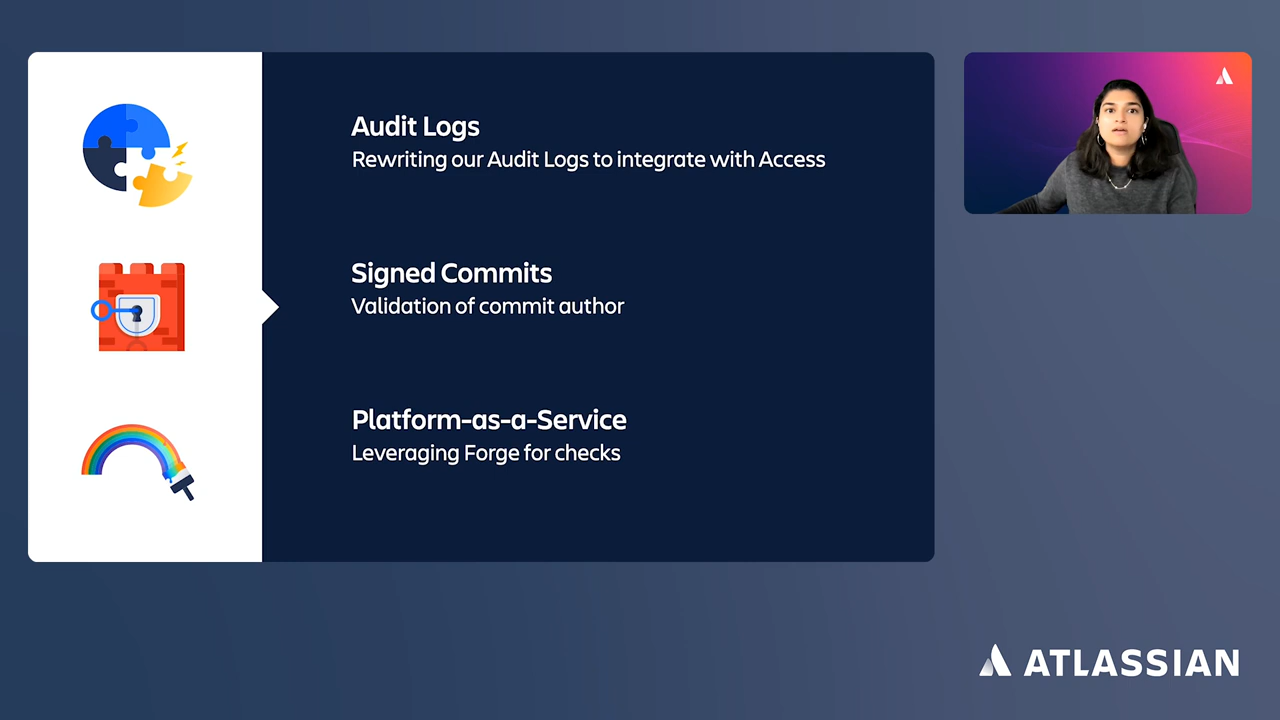 Audit Logs
Rewriting our Audit Logs to integrate with Access
Signed Commits
Validation of commit author
Platform-as-a-Service
Leveraging Forge for checks
ATLASSIAN